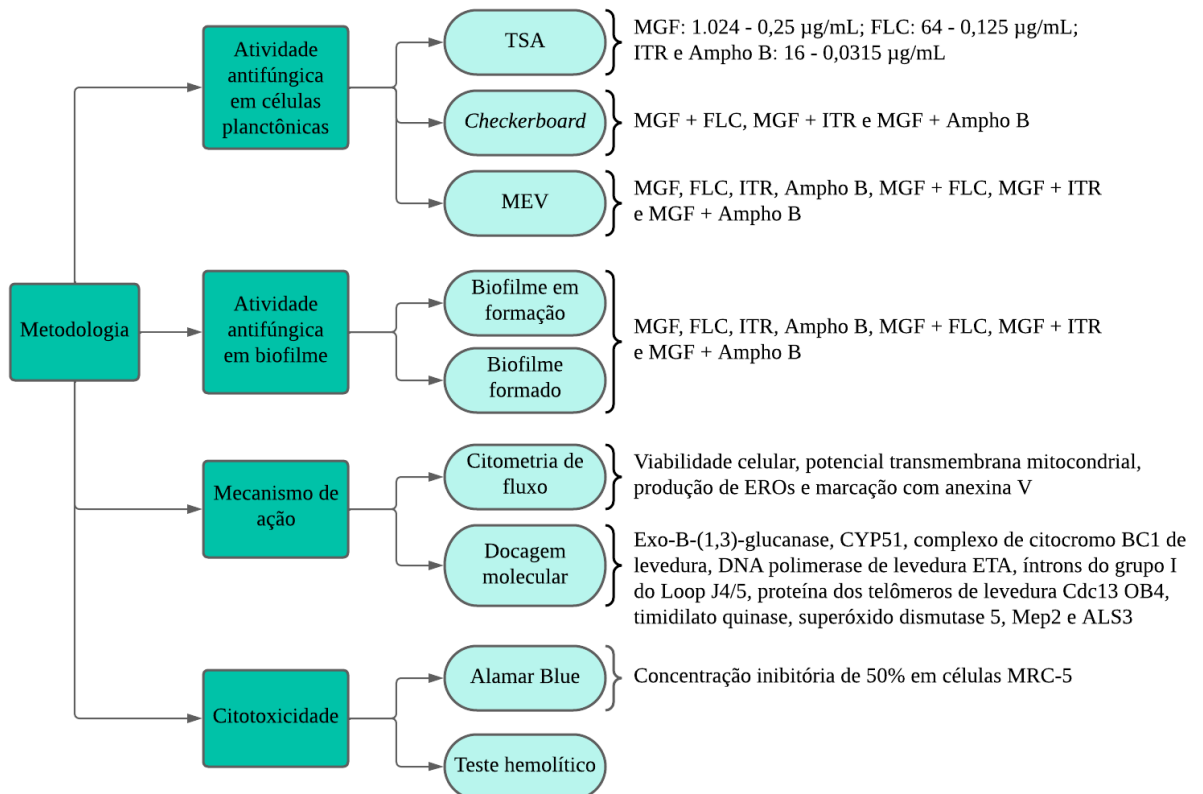 Metodologia
Atividade
antifúngica
em células
planctônicas
TSA
MGF: 1.024 - 0,25 µg/mL; FLC: 64 - 0,125 µg/mL;
ITR e Ampho B: 16 - 0,0315 µg/mL
Checkerboard
MGF + FLC, MGF + ITR e MGF + Ampho B
MEV
MGF, FLC, ITR, Ampho B, MGF + FLC, MGF + ITR
e MGF + Ampho B
Atividade
antifúngica
em biofilme
Biofilme em
formação
Biofilme
formado
MGF, FLC, ITR, Ampho B, MGF + FLC, MGF + ITR
e MGF + Ampho B
Mecanismo de
ação
Citometria de
fluxo
Viabilidade celular, potencial transmembrana mitocondrial,
produção de EROs e marcação com anexina V
Docagem
molecular
Exo-B-(1,3)-glucanase, CYP51, complexo de citocromo BC1 de
levedura, DNA polimerase de levedura ETA, íntrons do grupo I
do Loop J4/5, proteína dos telômeros de levedura Cdc13 OB4,
timidilato quinase, superóxido dismutase 5, Mep2 e ALS3
Citotoxicidade
Alamar Blue
Concentração inibitória de 50% em células MRC-5
Teste hemolítico